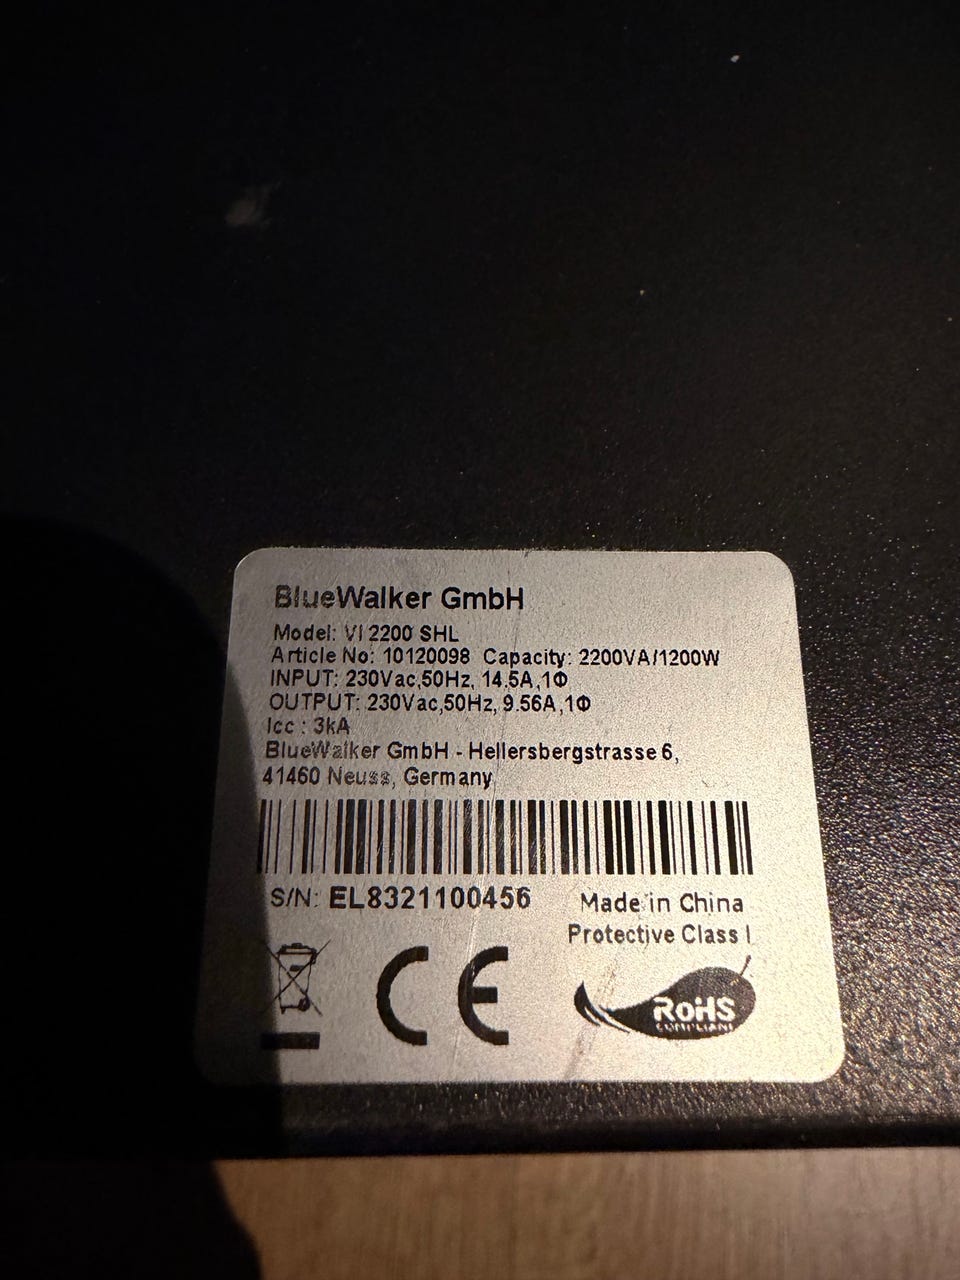 BlueWalker GmbH
Model: VI 2200 SHL
Article No: 10120098 Capacity: 2200VA/1200W
INPUT: 230Vac,50Hz, 14.5A,1Φ
OUTPUT: 230Vac,50Hz, 9.56A,1Φ
Icc : 3kA
BlueWalker GmbH - Hellersbergstrasse 6,
41460 Neuss, Germany
S/N: EL8321100456
Made in China
Protective Class I
CE
RoHS
COMPLIANT